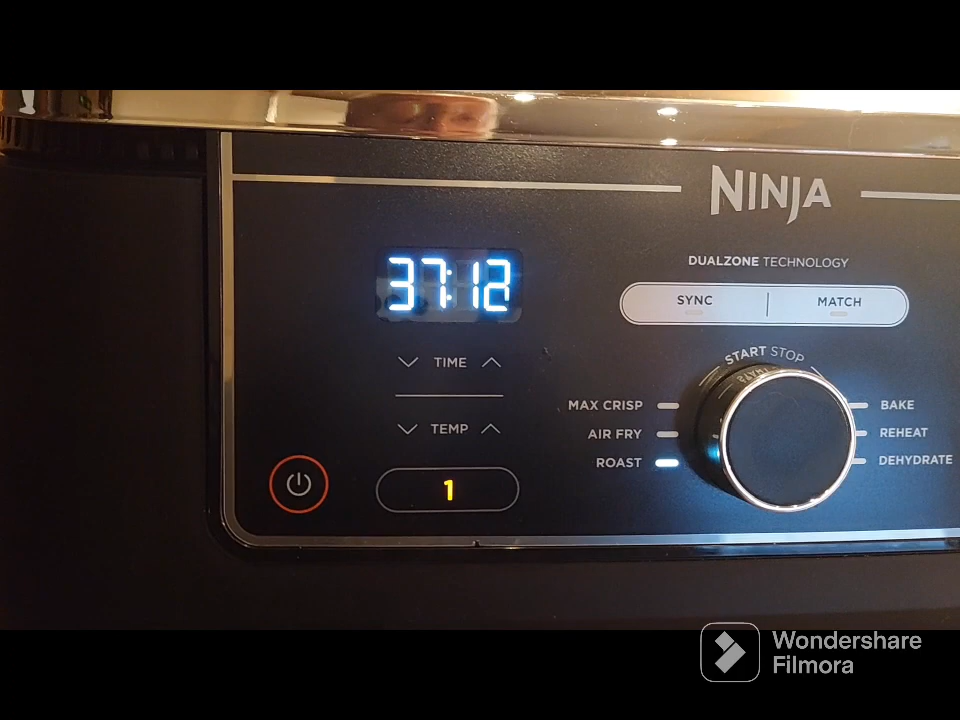 NINJA
DUALZONE TECHNOLOGY
SYNC MATCH
37:12
TIME
TEMP
1
START STOP
MAX CRISP
AIR FRY
ROAST
BAKE
REHEAT
DEHYDRATE
Wondershare
Filmora